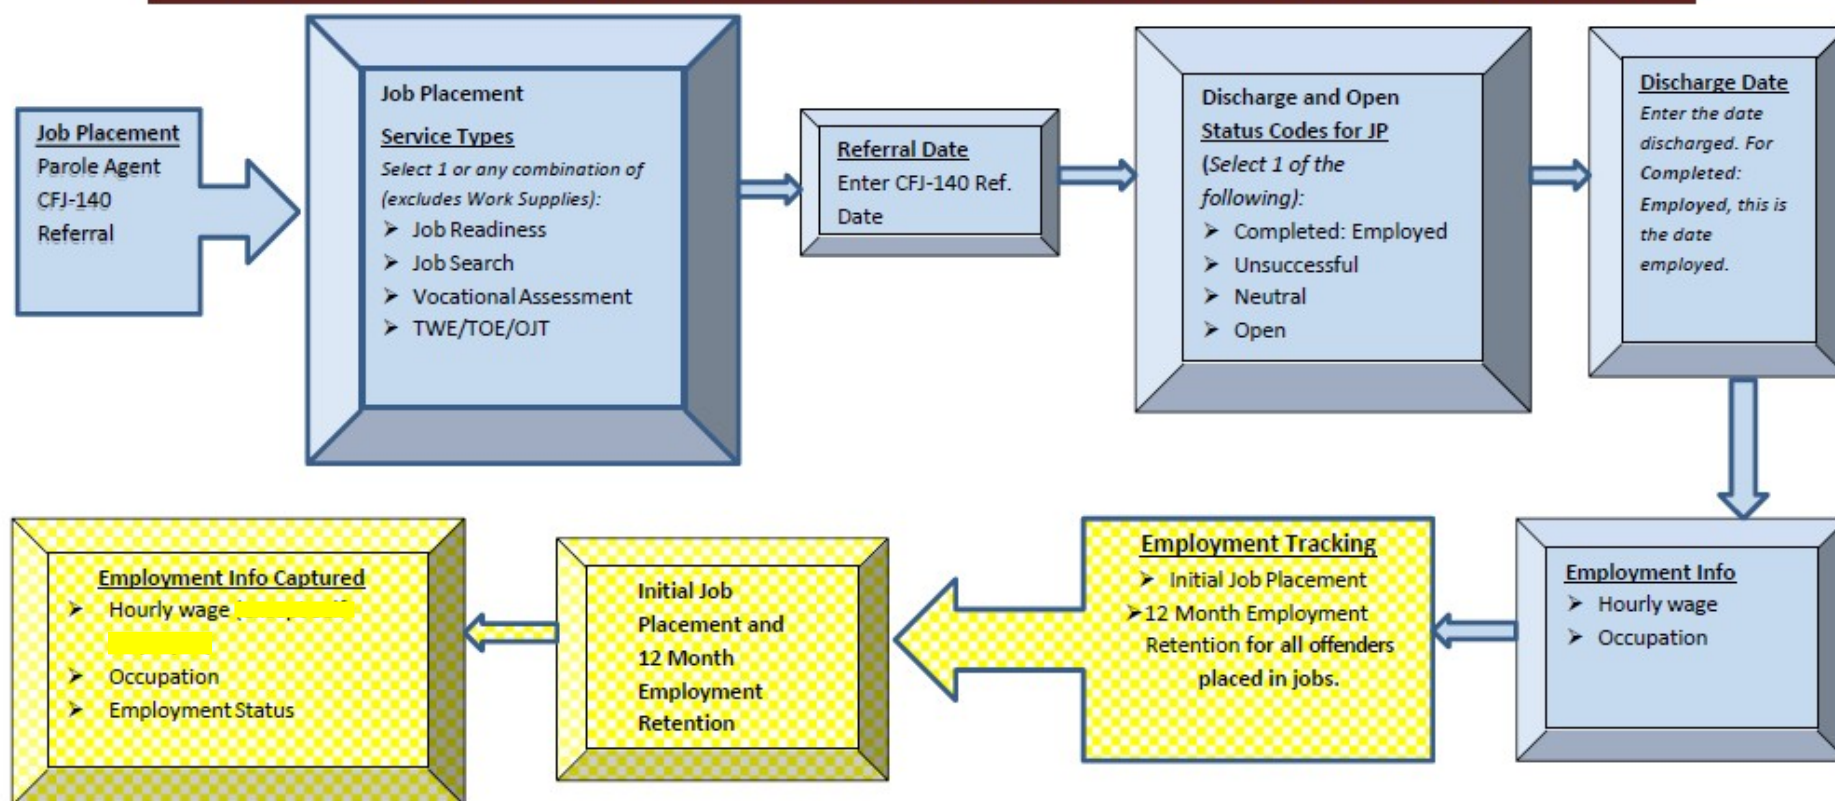 Job Placement
Parole Agent
CFJ-140
Referral
Job Placement
Service Types
Select 1 or any combination of
(excludes Work Supplies):
➤ Job Readiness
➤ Job Search
➤ Vocational Assessment
➤ TWE/TOE/OJT
Referral Date
Enter CFJ-140 Ref.
Date
Discharge and Open
Status Codes for JP
(Select 1 of the
following):
➤ Completed: Employed
➤ Unsuccessful
➤ Neutral
➤ Open
Discharge Date
Enter the date
discharged. For
Completed:
Employed, this is
the date
employed.
Employment Info
➤ Hourly wage
➤ Occupation
Employment Tracking
➤ Initial Job Placement
➤12 Month Employment
Retention for all offenders
placed in jobs.
Initial Job
Placement and
12 Month
Employment
Retention
Employment Info Captured
➤ Hourly wage (
➤ Occupation
➤ Employment Status